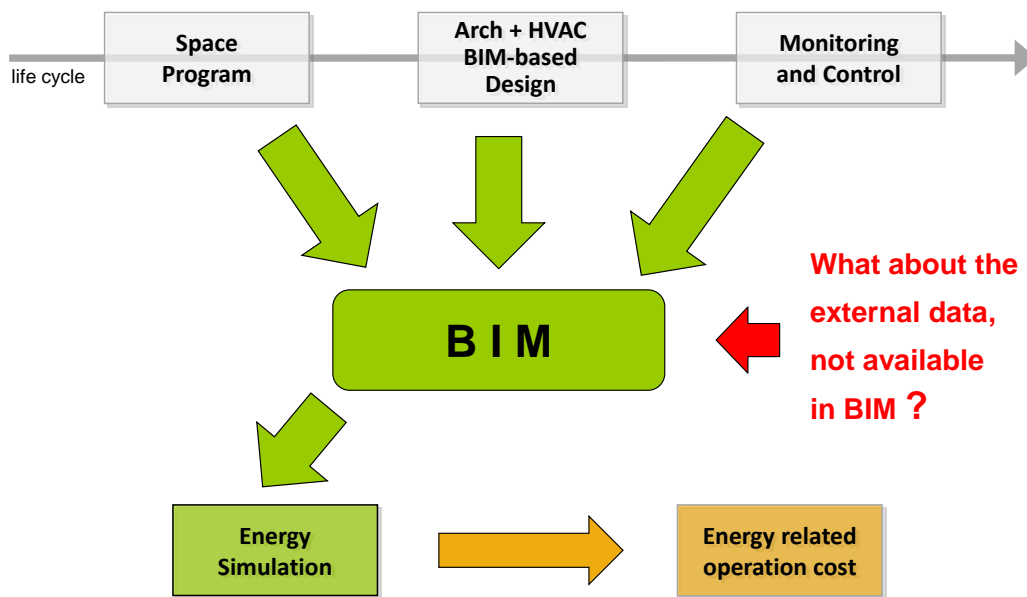 life cycle
Space
Program
Arch + HVAC
BIM-based
Design
Monitoring
and Control
What about the
external data,
not available
in BIM ?
B I M
Energy
Simulation
Energy related
operation cost